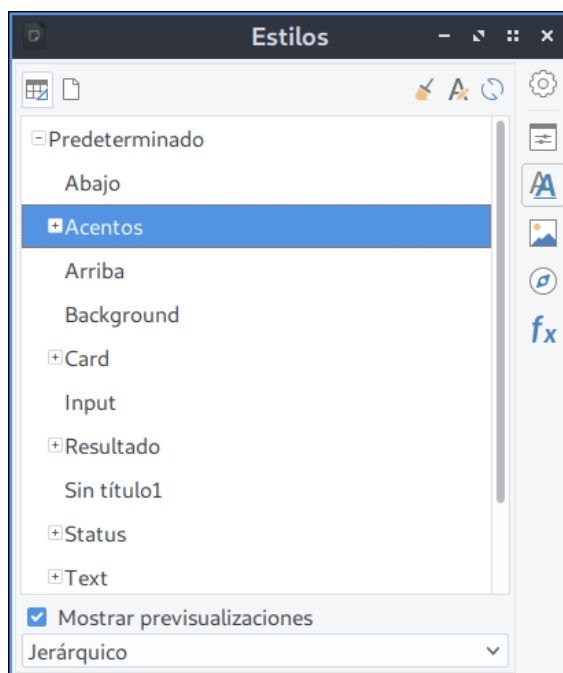 Estilos
Predeterminado
Abajo
Acentos
Arriba
Background
Card
Input
Resultado
Sin título1
Status
Text
Mostrar previsualizaciones
Jerárquico